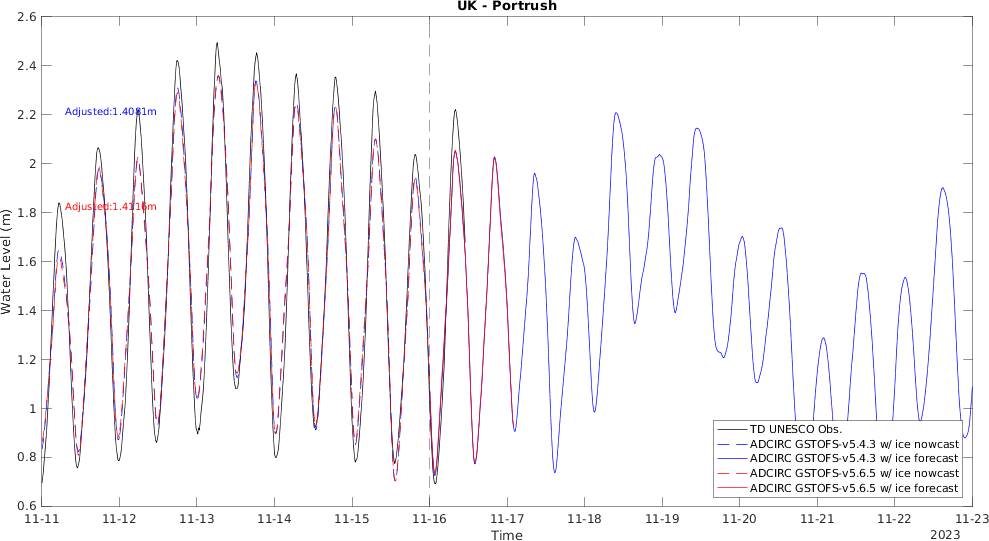 UK - Portrush
2.6
2.4
2.2
2
1.8
1.6
1.4
1.2
1
0.8
0.6
Water Level (m)
Adjusted:1.4081m
Adjusted:1.4116m
TD UNESCO Obs.
ADCIRC GSTOFS-v5.4.3 w/ ice nowcast
ADCIRC GSTOFS-v5.4.3 w/ ice forecast
ADCIRC GSTOFS-v5.6.5 w/ ice nowcast
ADCIRC GSTOFS-v5.6.5 w/ ice forecast
11-11 11-12 11-13 11-14 11-15 11-16 11-17 11-18 11-19 11-20 11-21 11-22 11-23
Time
2023